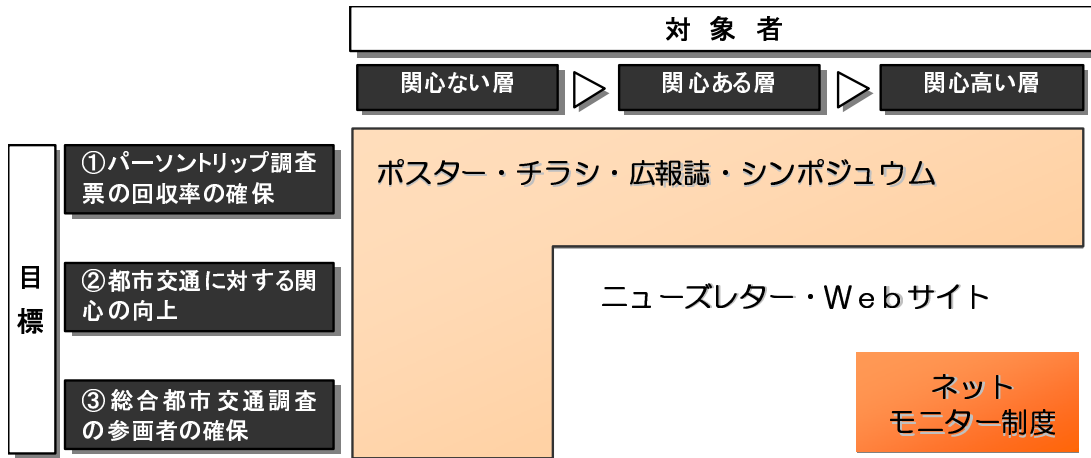 対象者
関心ない層
関心ある層
関心高い層
目標
①パーソントリップ調査
票の回収率の確保
ポスター・チラシ・広報誌・シンポジュウム
②都市交通に対する関
心の向上
ニューズレター・Ｗｅｂサイト
③総合都市交通調査
の参画者の確保
ネット
モニター制度